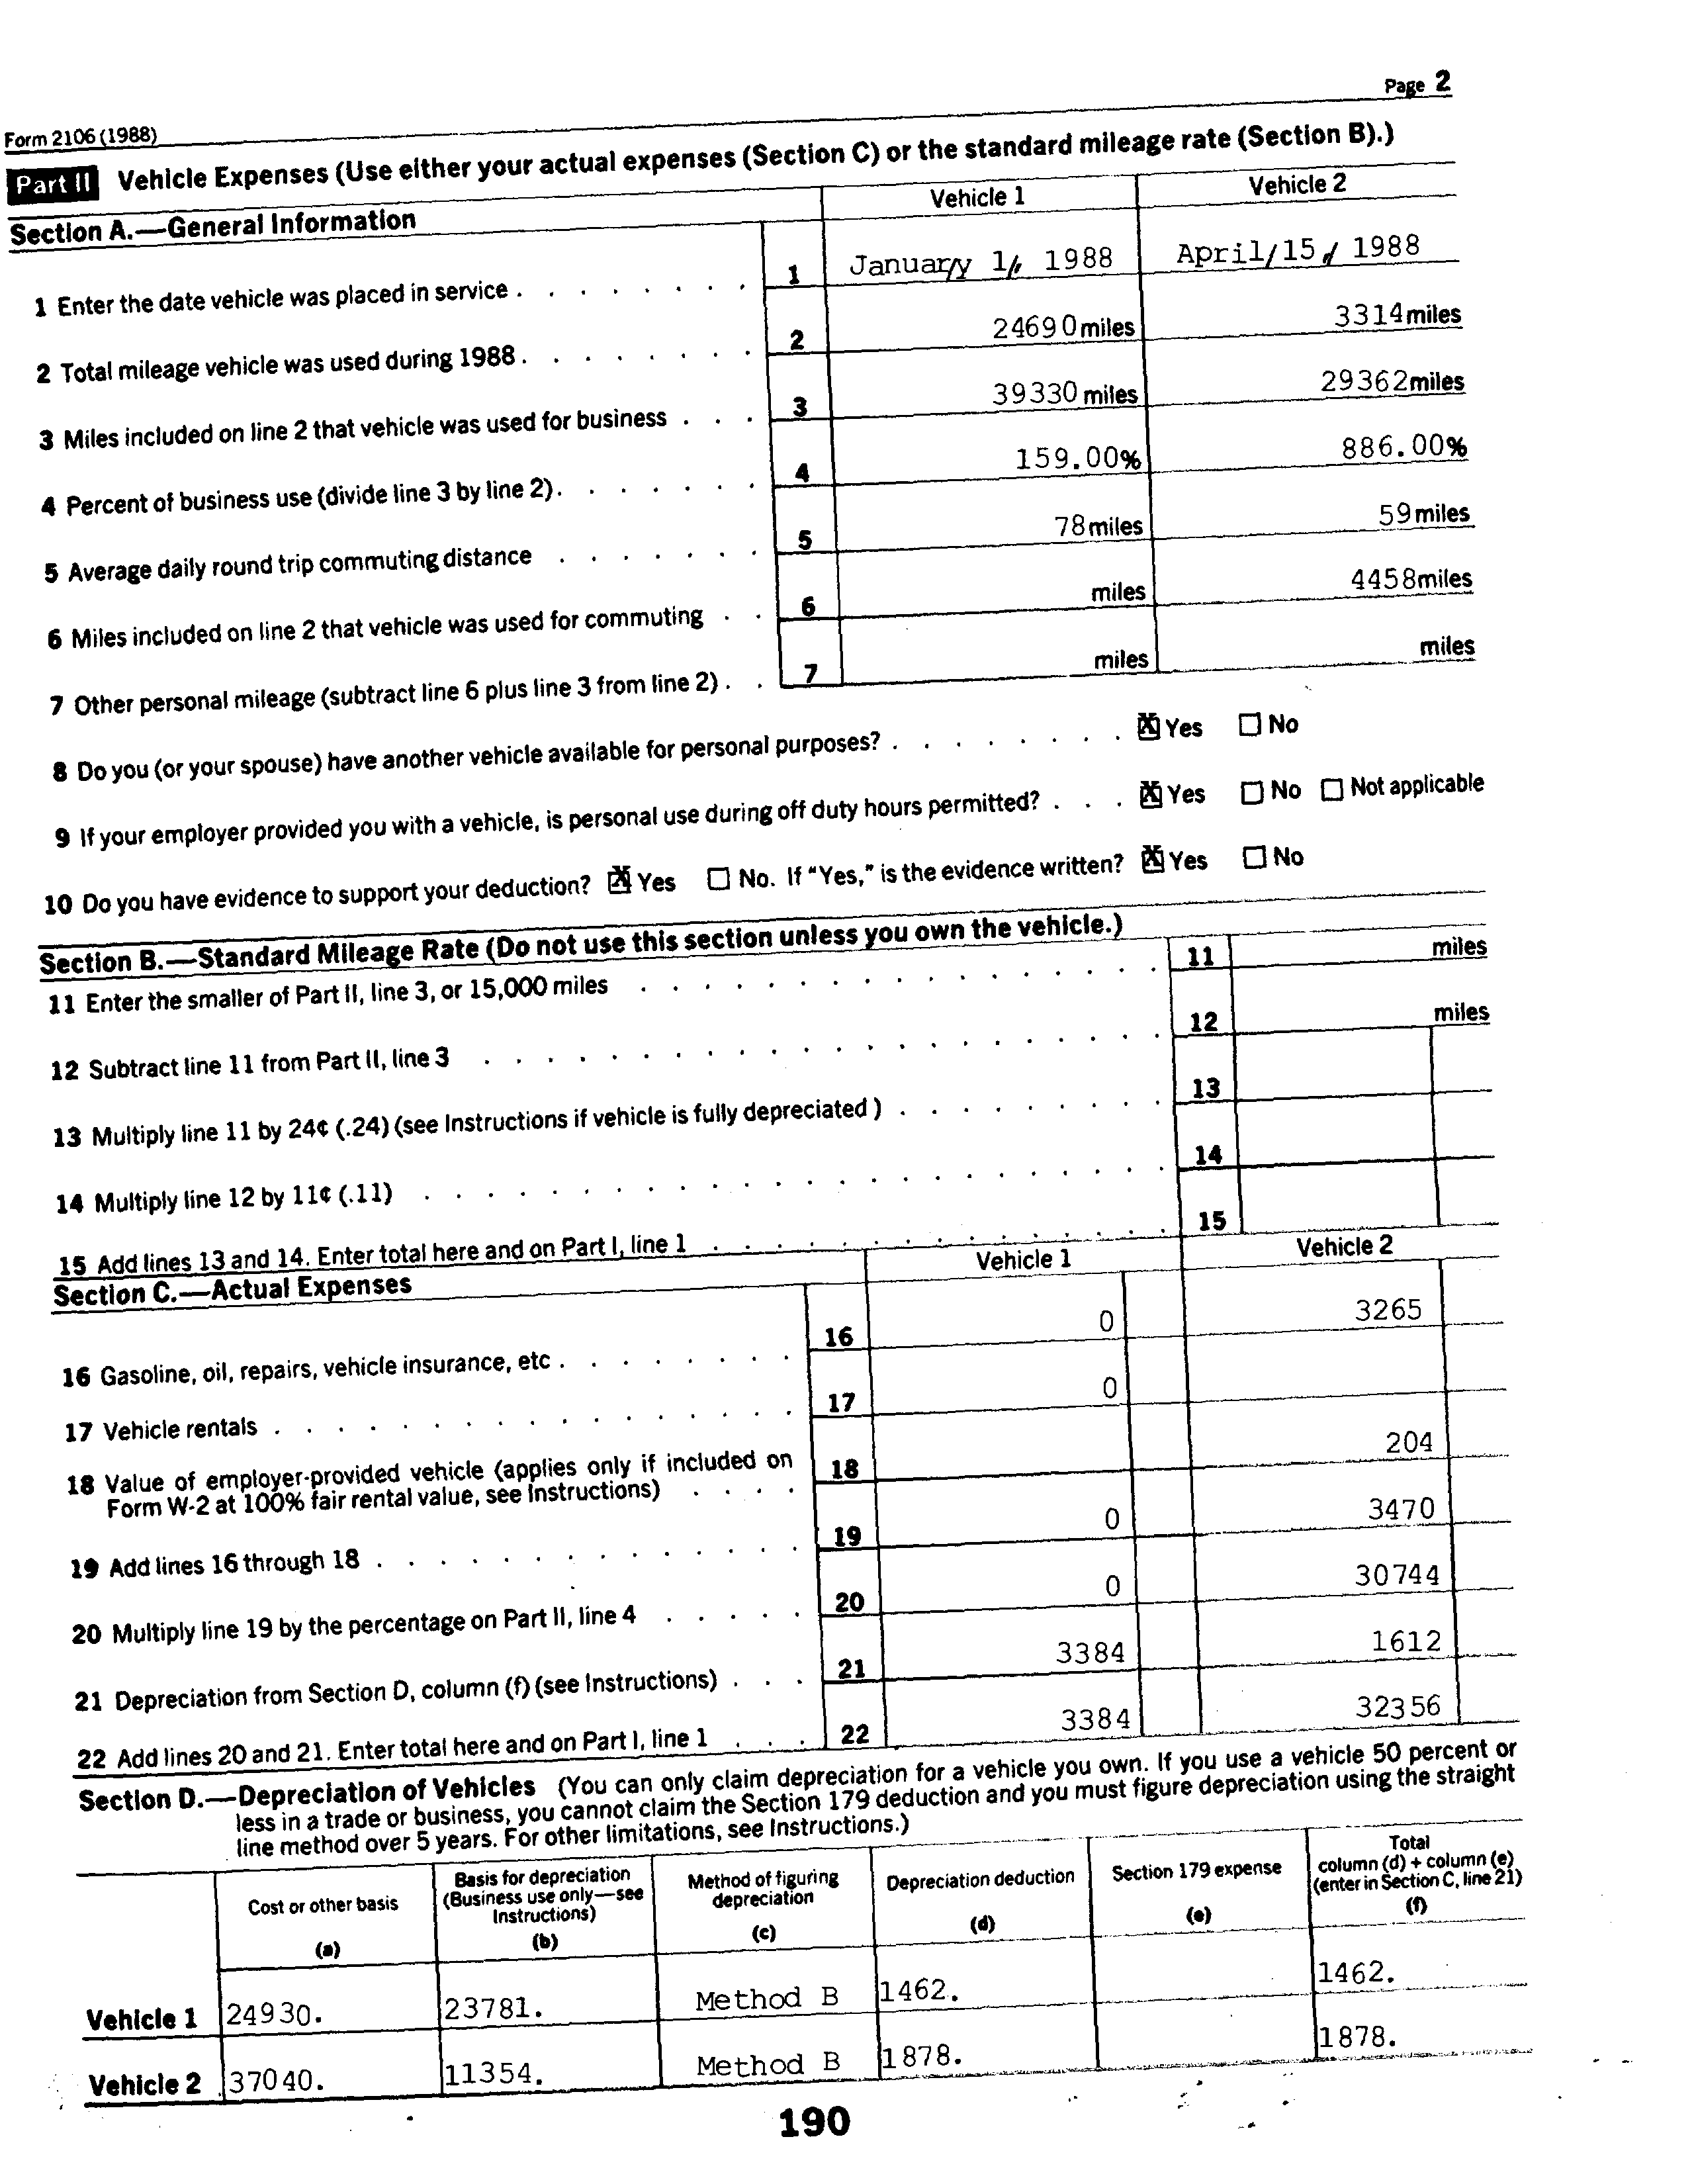 Page 2
Form 2106 (1988)
Part II Vehicle Expenses (Use either your actual expenses (Section C) or the standard mileage rate (Section B).)
Section A.—General Information Vehicle 1 Vehicle 2
1 Enter the date vehicle was placed in service . . . . . . . . 1 January 1, 1988 April/15, 1988
2 Total mileage vehicle was used during 1988 . . . . . . . . 2 24690 miles 3314 miles
3 Miles included on line 2 that vehicle was used for business . . . 3 39330 miles 29362 miles
4 Percent of business use (divide line 3 by line 2) . . . . . . . 4 159.00% 886.00%
5 Average daily round trip commuting distance . . . . . . . 5 78 miles 59 miles
6 Miles included on line 2 that vehicle was used for commuting . . 6 miles 4458 miles
7 Other personal mileage (subtract line 6 plus line 3 from line 2) . . 7 miles miles
8 Do you (or your spouse) have another vehicle available for personal purposes? . . . . . . . . ☒ Yes ☐ No
9 If your employer provided you with a vehicle, is personal use during off duty hours permitted? . . . ☒ Yes ☐ No ☐ Not applicable
10 Do you have evidence to support your deduction? ☒ Yes ☐ No. If "Yes," is the evidence written? ☒ Yes ☐ No
Section B.—Standard Mileage Rate (Do not use this section unless you own the vehicle.)
11 Enter the smaller of Part II, line 3, or 15,000 miles . . . . . . . . . . . . . . . . . 11 miles
12 Subtract line 11 from Part II, line 3 . . . . . . . . . . . . . . . . . . . . . . 12 miles
13 Multiply line 11 by 24¢ (.24) (see Instructions if vehicle is fully depreciated) . . . . . . . . . 13
14 Multiply line 12 by 11¢ (.11) . . . . . . . . . . . . . . . . . . . . . . . . 14
15 Add lines 13 and 14. Enter total here and on Part I, line 1 . . . . . . . . . . . . . . . 15
Section C.—Actual Expenses Vehicle 1 Vehicle 2
16 Gasoline, oil, repairs, vehicle insurance, etc . . . . . . . . 16 0 3265
17 Vehicle rentals . . . . . . . . . . . . . . . . . 17 0
18 Value of employer-provided vehicle (applies only if included on
Form W-2 at 100% fair rental value, see Instructions) . . . . 18 204
19 Add lines 16 through 18 . . . . . . . . . . . . . . 19 0 3470
20 Multiply line 19 by the percentage on Part II, line 4 . . . . . 20 0 30744
21 Depreciation from Section D, column (f) (see Instructions) . . . 21 3384 1612
22 Add lines 20 and 21. Enter total here and on Part I, line 1 . . . 22 3384 32356
Section D.—Depreciation of Vehicles (You can only claim depreciation for a vehicle you own. If you use a vehicle 50 percent or
less in a trade or business, you cannot claim the Section 179 deduction and you must figure depreciation using the straight
line method over 5 years. For other limitations, see Instructions.)
Cost or other basis (a)
Basis for depreciation (Business use only—see Instructions) (b)
Method of figuring depreciation (c)
Depreciation deduction (d)
Section 179 expense (e)
Total column (d) + column (e) (enter in Section C, line 21) (f)
Vehicle 1 24930. 23781. Method B 1462. 1462.
Vehicle 2 37040. 11354. Method B 1878. 1878.
190